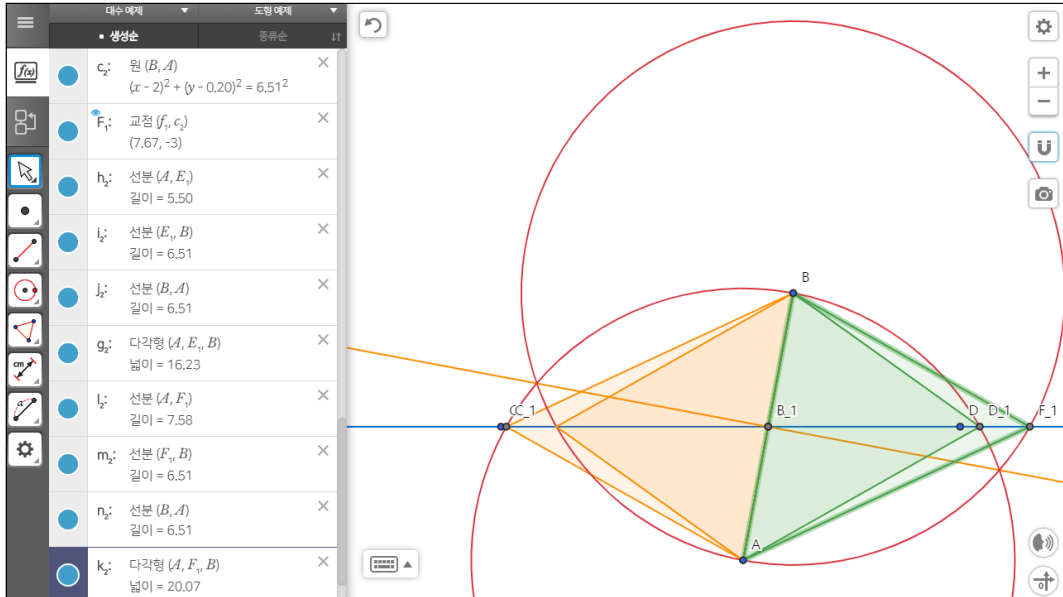 대수 예제 ▼ 도형 예제 ▼
▪ 생성순 종류순 ↓↑
f(x)
c₂: 원 (B, A)
(x - 2)² + (y - 0.20)² = 6.51²
F₁: 교점 (f₁, c₂)
(7.67, -3)
h₂: 선분 (A, E₁)
길이 = 5.50
i₂: 선분 (E₁, B)
길이 = 6.51
j₂: 선분 (B, A)
길이 = 6.51
g₂: 다각형 (A, E₁, B)
넓이 = 16.23
l₂: 선분 (A, F₁)
길이 = 7.58
m₂: 선분 (F₁, B)
길이 = 6.51
n₂: 선분 (B, A)
길이 = 6.51
k₂: 다각형 (A, F₁, B)
넓이 = 20.07
cm
α
B
C C_1 B_1 D D_1 F_1
A
0